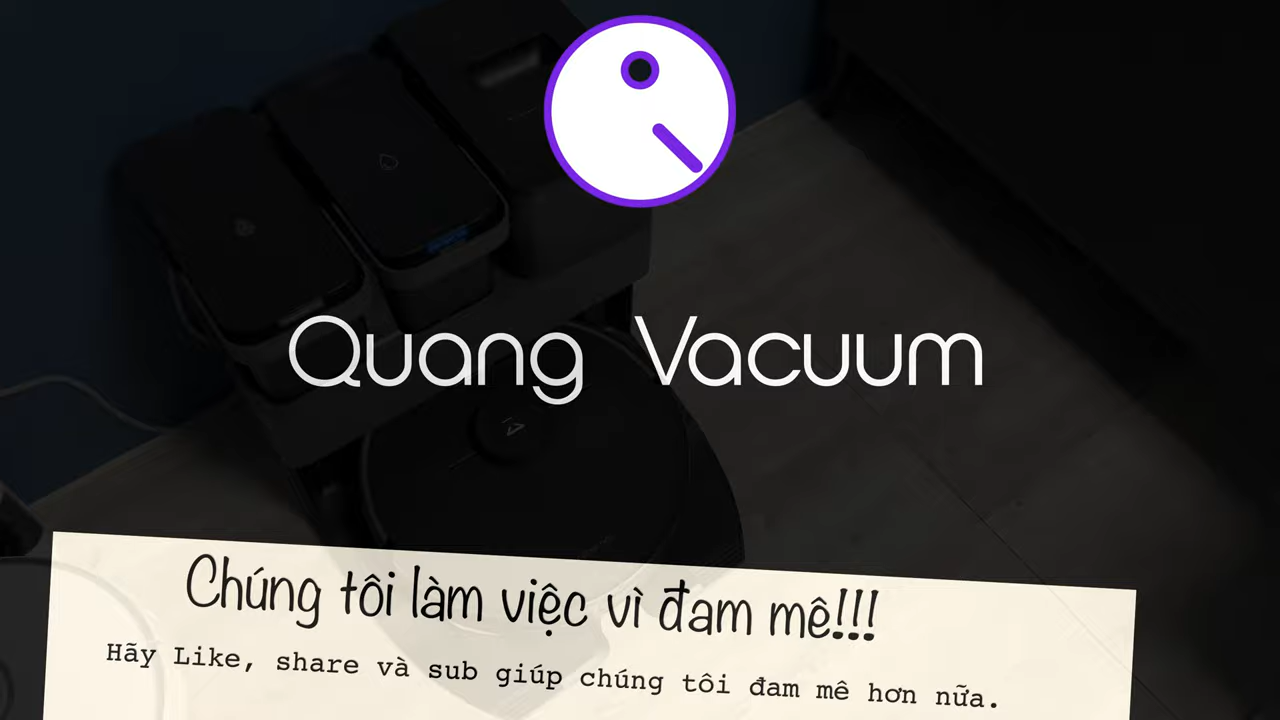 Quang Vacuum
Chúng tôi làm việc vì đam mê!!!
Hãy Like, share và sub giúp chúng tôi đam mê hơn nữa.